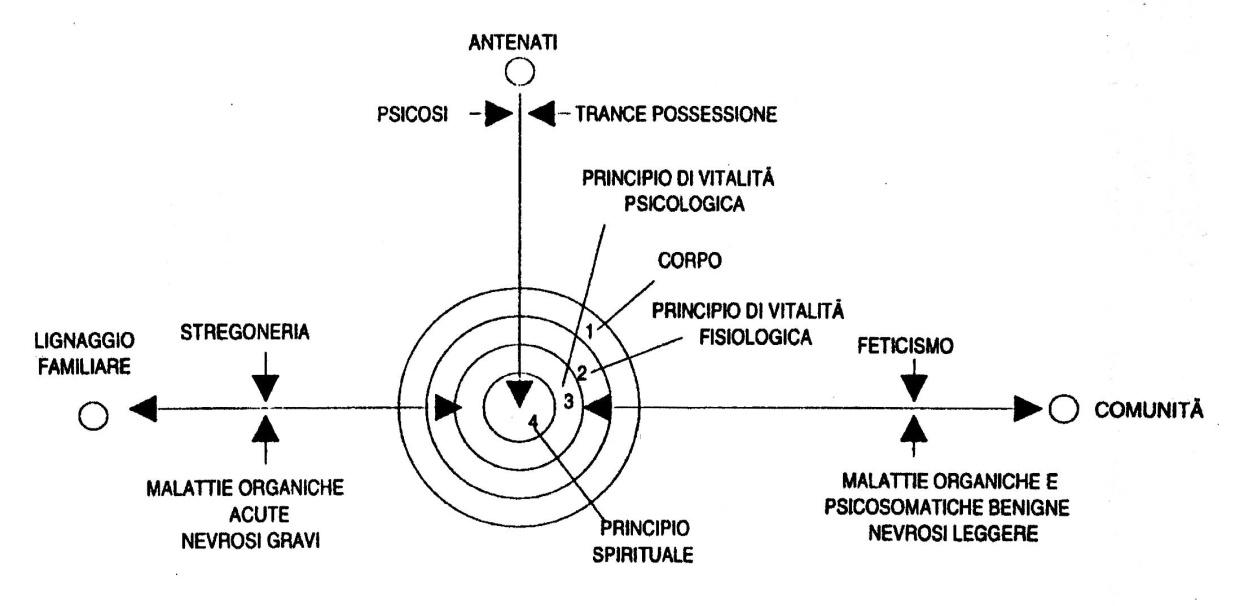 ANTENATI
PSICOSI
TRANCE POSSESSIONE
PRINCIPIO DI VITALITÀ
PSICOLOGICA
CORPO
PRINCIPIO DI VITALITÀ
FISIOLOGICA
LIGNAGGIO
FAMILIARE
STREGONERIA
FETICISMO
1
2
3
4
COMUNITÀ
MALATTIE ORGANICHE
ACUTE
NEVROSI GRAVI
MALATTIE ORGANICHE E
PSICOSOMATICHE BENIGNE
NEVROSI LEGGERE
PRINCIPIO
SPIRITUALE